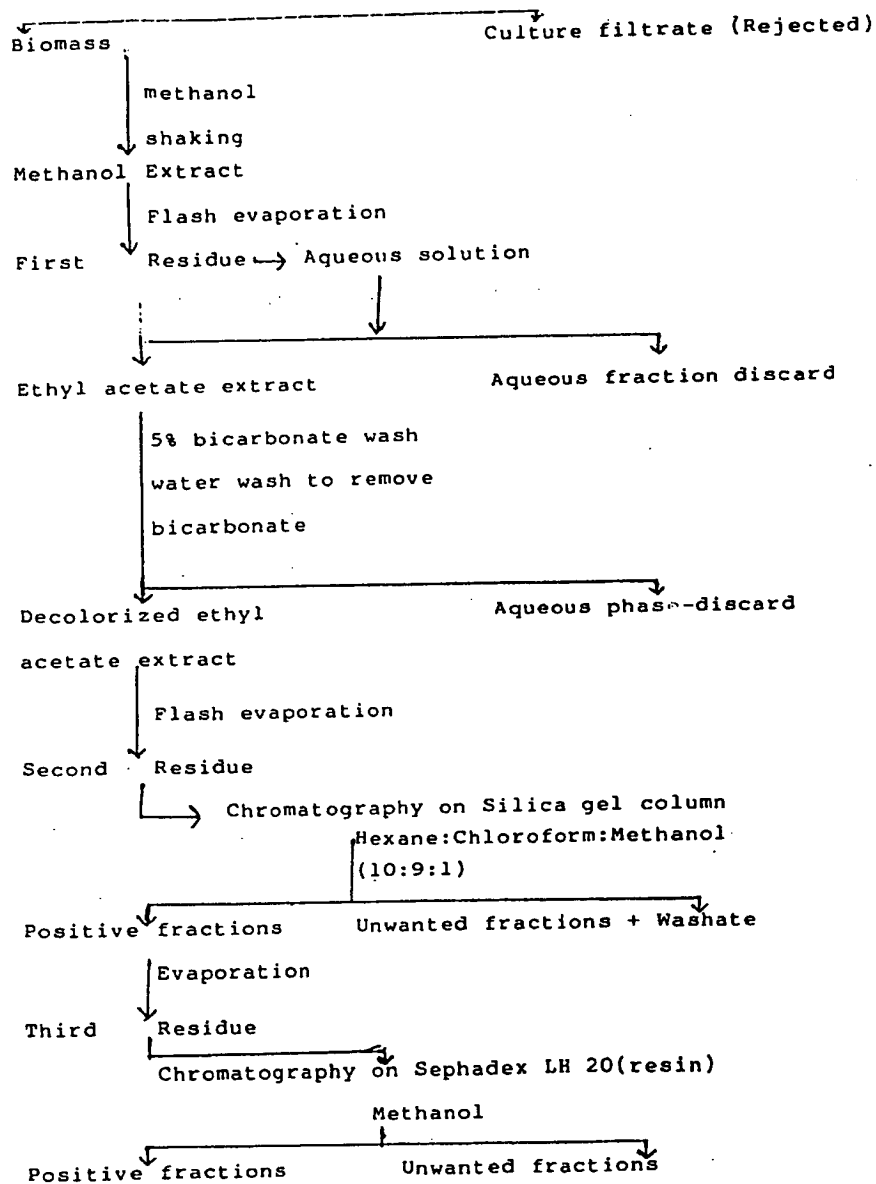 Biomass Culture filtrate (Rejected)
methanol
shaking
Methanol Extract
Flash evaporation
First Residue → Aqueous solution
Ethyl acetate extract Aqueous fraction discard
5% bicarbonate wash
water wash to remove
bicarbonate
Decolorized ethyl Aqueous phase-discard
acetate extract
Flash evaporation
Second Residue
Chromatography on Silica gel column
Hexane:Chloroform:Methanol
(10:9:1)
Positive fractions Unwanted fractions + Washate
Evaporation
Third Residue
Chromatography on Sephadex LH 20(resin)
Methanol
Positive fractions Unwanted fractions